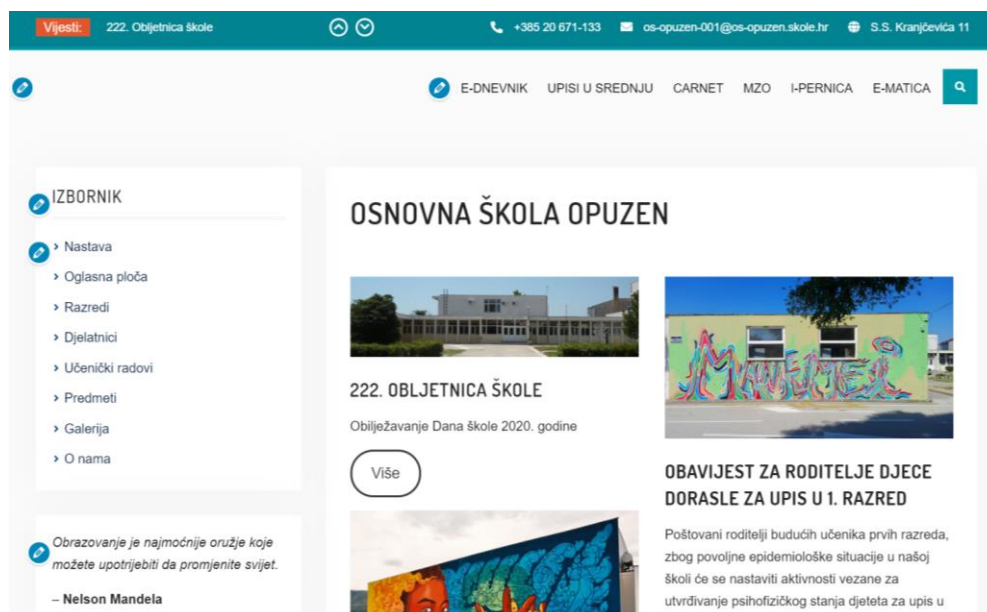 Vijesti: 222. Obljetnica škole +385 20 671-133 os-opuzen-001@os-opuzen.skole.hr S.S. Kranjčevića 11
E-DNEVNIK UPISI U SREDNJU CARNET MZO I-PERNICA E-MATICA
IZBORNIK
Nastava
Oglasna ploča
Razredi
Djelatnici
Učenički radovi
Predmeti
Galerija
O nama
Obrazovanje je najmoćnije oružje koje
možete upotrijebiti da promjenite svijet.
– Nelson Mandela
OSNOVNA ŠKOLA OPUZEN
222. OBLJETNICA ŠKOLE
Obilježavanje Dana škole 2020. godine
Više
OBAVIJEST ZA RODITELJE DJECE
DORASLE ZA UPIS U 1. RAZRED
Poštovani roditelji budućih učenika prvih razreda,
zbog povoljne epidemiološke situacije u našoj
školi će se nastaviti aktivnosti vezane za
utvrđivanje psihofizičkog stanja djeteta za upis u